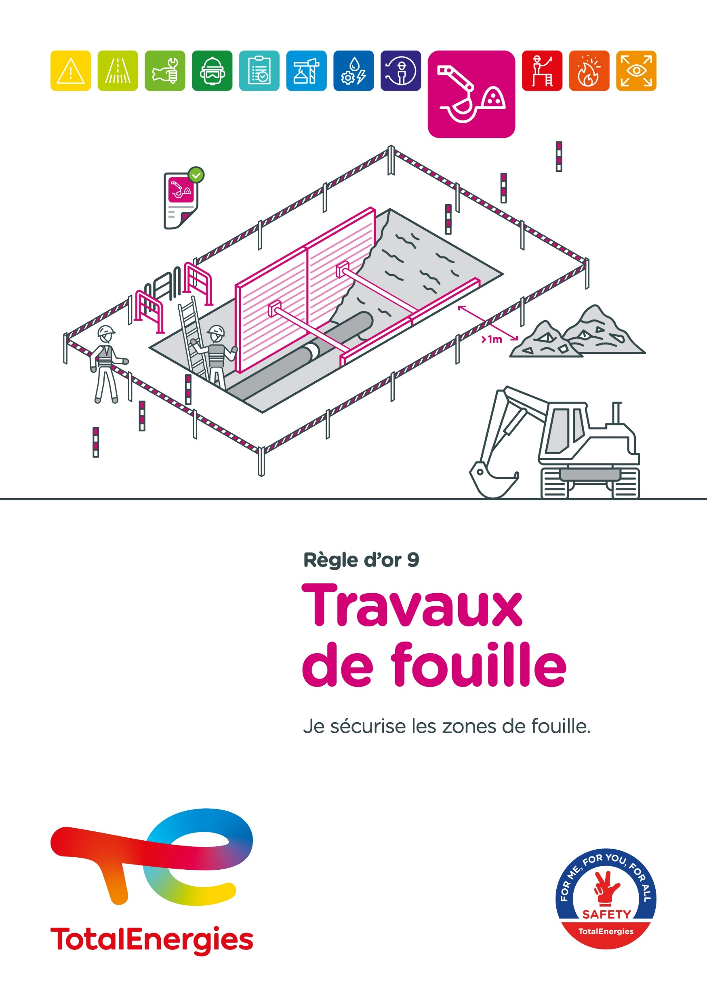 >1m
Règle d’or 9
Travaux
de fouille
Je sécurise les zones de fouille.
TotalEnergies
FOR ME, FOR YOU, FOR ALL
SAFETY
TotalEnergies